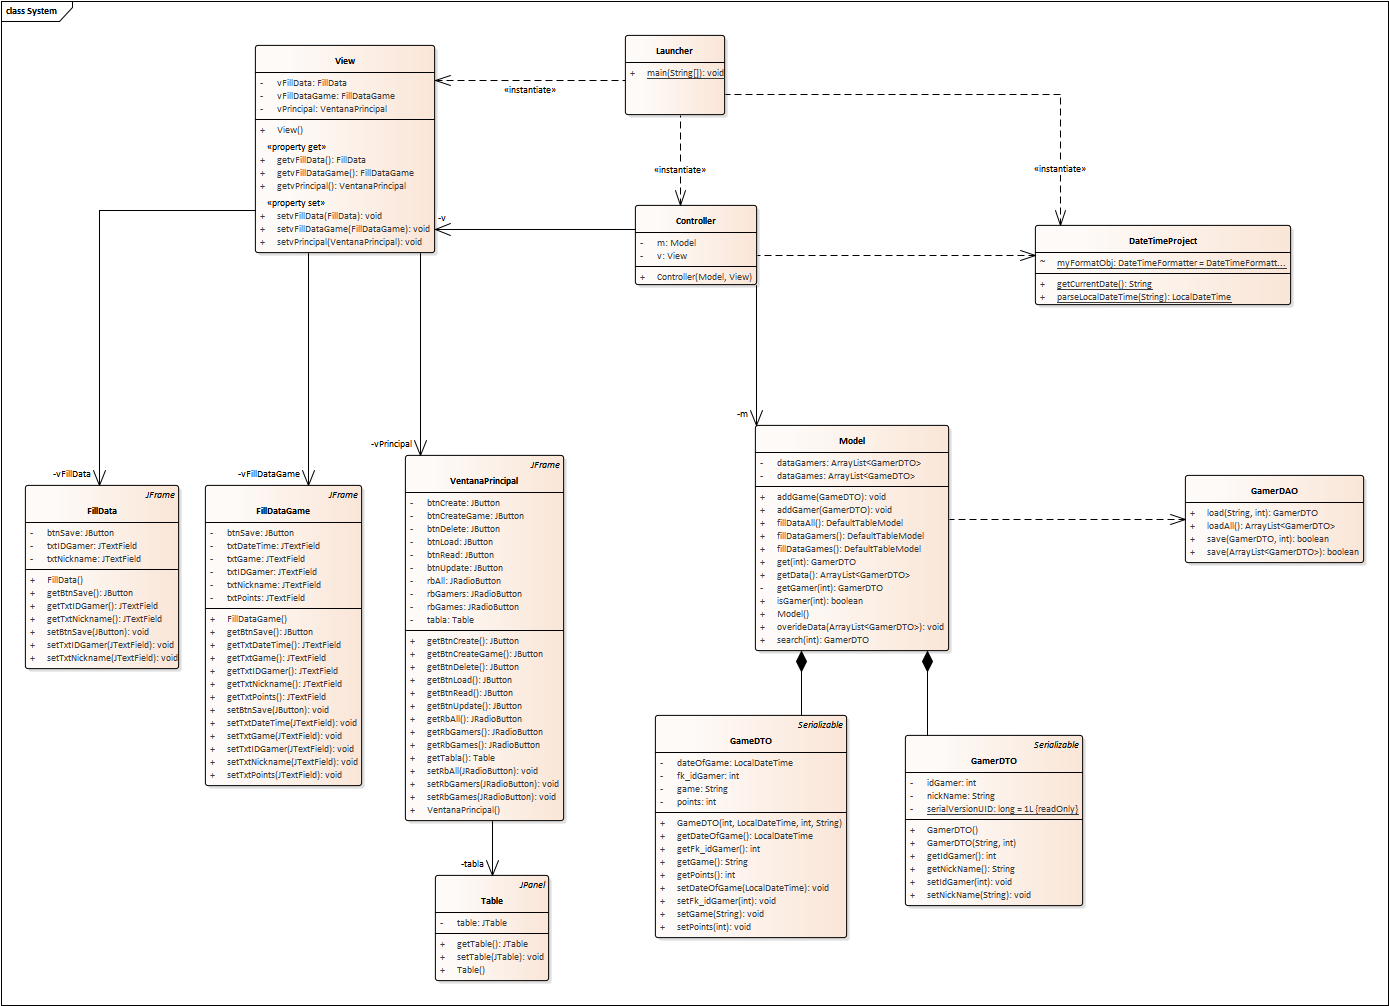 class System
View
- vFillData: FillData
- vFillDataGame: FillDataGame
- vPrincipal: VentanaPrincipal
+ View()
«property get»
+ getvFillData(): FillData
+ getvFillDataGame(): FillDataGame
+ getvPrincipal(): VentanaPrincipal
«property set»
+ setvFillData(FillData): void
+ setvFillDataGame(FillDataGame): void
+ setvPrincipal(VentanaPrincipal): void
Launcher
+ main(String[]): void
«instantiate»
«instantiate»
«instantiate»
-v
Controller
- m: Model
- v: View
+ Controller(Model, View)
DateTimeProject
~ myFormatObj: DateTimeFormatter = DateTimeFormatt...
+ getCurrentDate(): String
+ parseLocalDateTime(String): LocalDateTime
-m
-vPrincipal
-vFillData
-vFillDataGame
JFrame
FillData
- btnSave: JButton
- txtIDGamer: JTextField
- txtNickname: JTextField
+ FillData()
+ getBtnSave(): JButton
+ getTxtIDGamer(): JTextField
+ getTxtNickname(): JTextField
+ setBtnSave(JButton): void
+ setTxtIDGamer(JTextField): void
+ setTxtNickname(JTextField): void
JFrame
FillDataGame
- btnSave: JButton
- txtDateTime: JTextField
- txtGame: JTextField
- txtIDGamer: JTextField
- txtNickname: JTextField
- txtPoints: JTextField
+ FillDataGame()
+ getBtnSave(): JButton
+ getTxtDateTime(): JTextField
+ getTxtGame(): JTextField
+ getTxtIDGamer(): JTextField
+ getTxtNickname(): JTextField
+ getTxtPoints(): JTextField
+ setBtnSave(JButton): void
+ setTxtDateTime(JTextField): void
+ setTxtGame(JTextField): void
+ setTxtIDGamer(JTextField): void
+ setTxtNickname(JTextField): void
+ setTxtPoints(JTextField): void
JFrame
VentanaPrincipal
- btnCreate: JButton
- btnCreateGame: JButton
- btnDelete: JButton
- btnLoad: JButton
- btnRead: JButton
- btnUpdate: JButton
- rbAll: JRadioButton
- rbGamers: JRadioButton
- rbGames: JRadioButton
- tabla: Table
+ getBtnCreate(): JButton
+ getBtnCreateGame(): JButton
+ getBtnDelete(): JButton
+ getBtnLoad(): JButton
+ getBtnRead(): JButton
+ getBtnUpdate(): JButton
+ getRbAll(): JRadioButton
+ getRbGamers(): JRadioButton
+ getRbGames(): JRadioButton
+ getTabla(): Table
+ setRbAll(JRadioButton): void
+ setRbGamers(JRadioButton): void
+ setRbGames(JRadioButton): void
+ VentanaPrincipal()
-tabla
JPanel
Table
- table: JTable
+ getTable(): JTable
+ setTable(JTable): void
+ Table()
Model
- dataGamers: ArrayList<GamerDTO>
- dataGames: ArrayList<GameDTO>
+ addGame(GameDTO): void
+ addGamer(GamerDTO): void
+ fillDataAll(): DefaultTableModel
+ fillDataGamers(): DefaultTableModel
+ fillDataGames(): DefaultTableModel
+ get(int): GamerDTO
+ getData(): ArrayList<GamerDTO>
- getGamer(int): GamerDTO
+ isGamer(int): boolean
+ Model()
+ overideData(ArrayList<GamerDTO>): void
+ search(int): GamerDTO
GamerDAO
+ load(String, int): GamerDTO
+ loadAll(): ArrayList<GamerDTO>
+ save(GamerDTO, int): boolean
+ save(ArrayList<GamerDTO>): boolean
Serializable
GameDTO
- dateOfGame: LocalDateTime
- fk_idGamer: int
- game: String
- points: int
+ GameDTO(int, LocalDateTime, int, String)
+ getDateOfGame(): LocalDateTime
+ getFk_idGamer(): int
+ getGame(): String
+ getPoints(): int
+ setDateOfGame(LocalDateTime): void
+ setFk_idGamer(int): void
+ setGame(String): void
+ setPoints(int): void
Serializable
GamerDTO
- idGamer: int
- nickName: String
- serialVersionUID: long = 1L {readOnly}
+ GamerDTO()
+ GamerDTO(String, int)
+ getIdGamer(): int
+ getNickName(): String
+ setIdGamer(int): void
+ setNickName(String): void